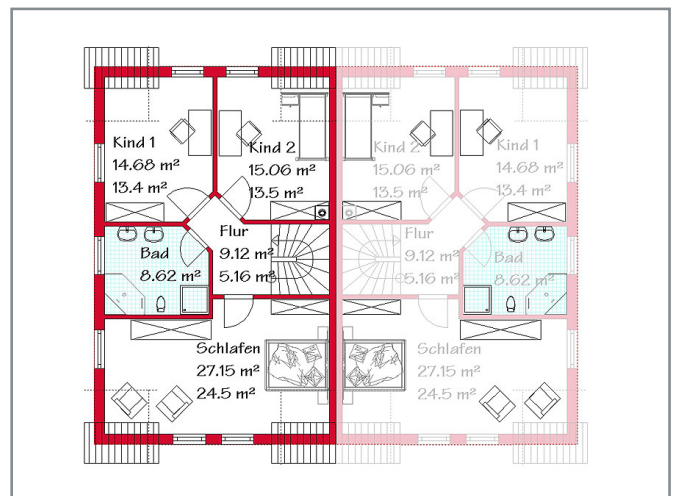 Kind 1
14.68 m²
13.4 m²
Kind 2
15.06 m²
13.5 m²
Flur
9.12 m²
5.16 m²
Bad
8.62 m²
Schlafen
27.15 m²
24.5 m²
Kind 2
15.06 m²
13.5 m²
Kind 1
14.68 m²
13.4 m²
Flur
9.12 m²
5.16 m²
Bad
8.62 m²
Schlafen
27.15 m²
24.5 m²